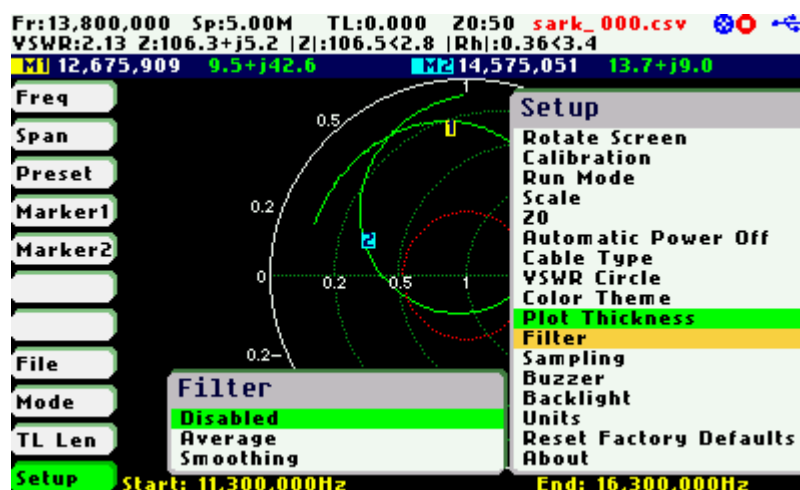 Fr:13,800,000 Sp:5.00M TL:0.000 Z0:50 sark_000.csv
VSWR:2.13 Z:106.3+j5.2 |Z|:106.5<2.8 |Rh|:0.36<3.4
M1 12,675,909 9.5+j42.6 M2 14,575,051 13.7+j9.0
Freq
Span
Preset
Marker1
Marker2
File
Mode
TL Len
Setup
1
0.5
1
0.2
2
0
0.2
0.5
1
0.2
Setup
Rotate Screen
Calibration
Run Mode
Scale
Z0
Automatic Power Off
Cable Type
VSWR Circle
Color Theme
Plot Thickness
Filter
Sampling
Buzzer
Backlight
Units
Reset Factory Defaults
About
Filter
Disabled
Average
Smoothing
Start: 11,300,000Hz End: 16,300,000Hz